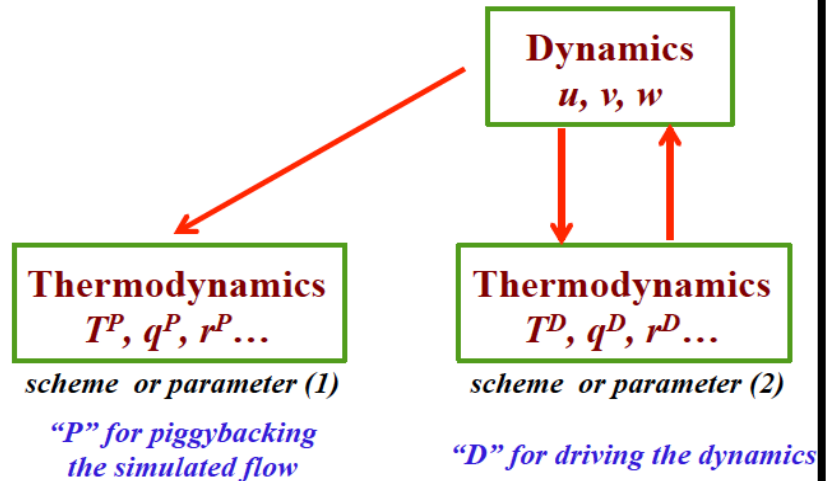 Dynamics
u, v, w
Thermodynamics
T^P, q^P, r^P…
scheme or parameter (1)
“P” for piggybacking
the simulated flow
Thermodynamics
T^D, q^D, r^D…
scheme or parameter (2)
“D” for driving the dynamics